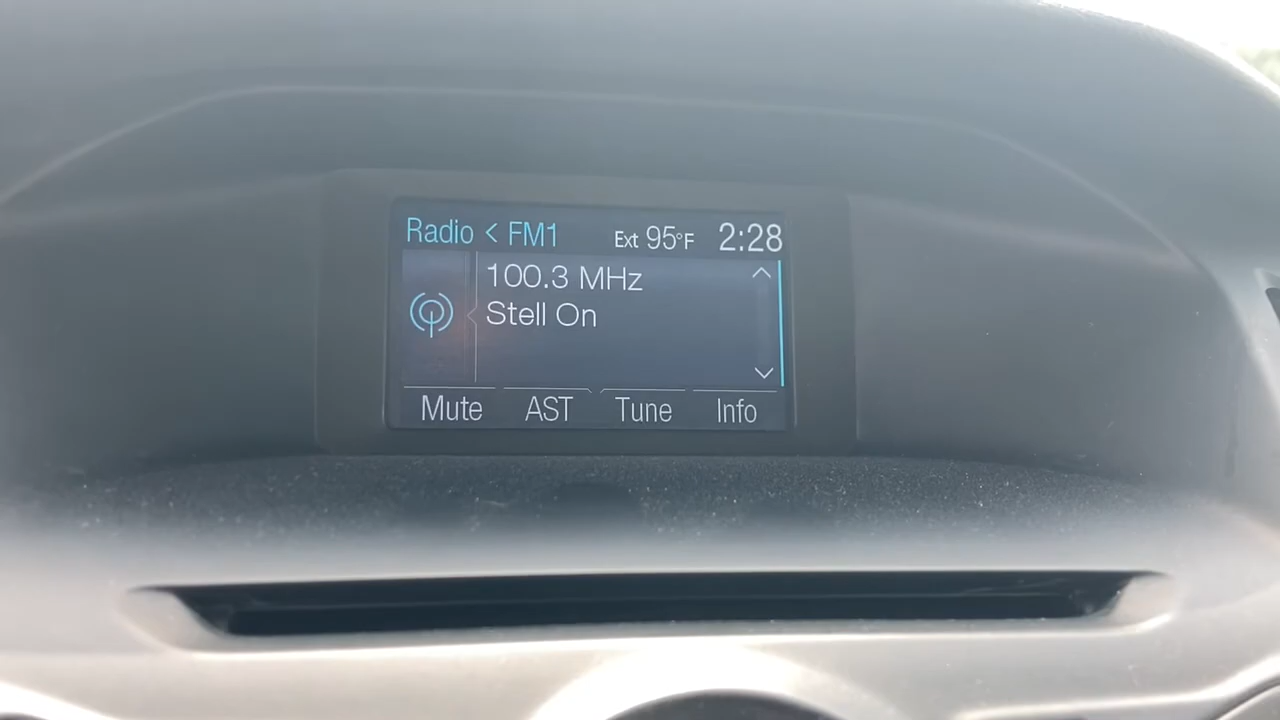 Radio < FM1 Ext 95°F 2:28
100.3 MHz
Stell On
Mute AST Tune Info